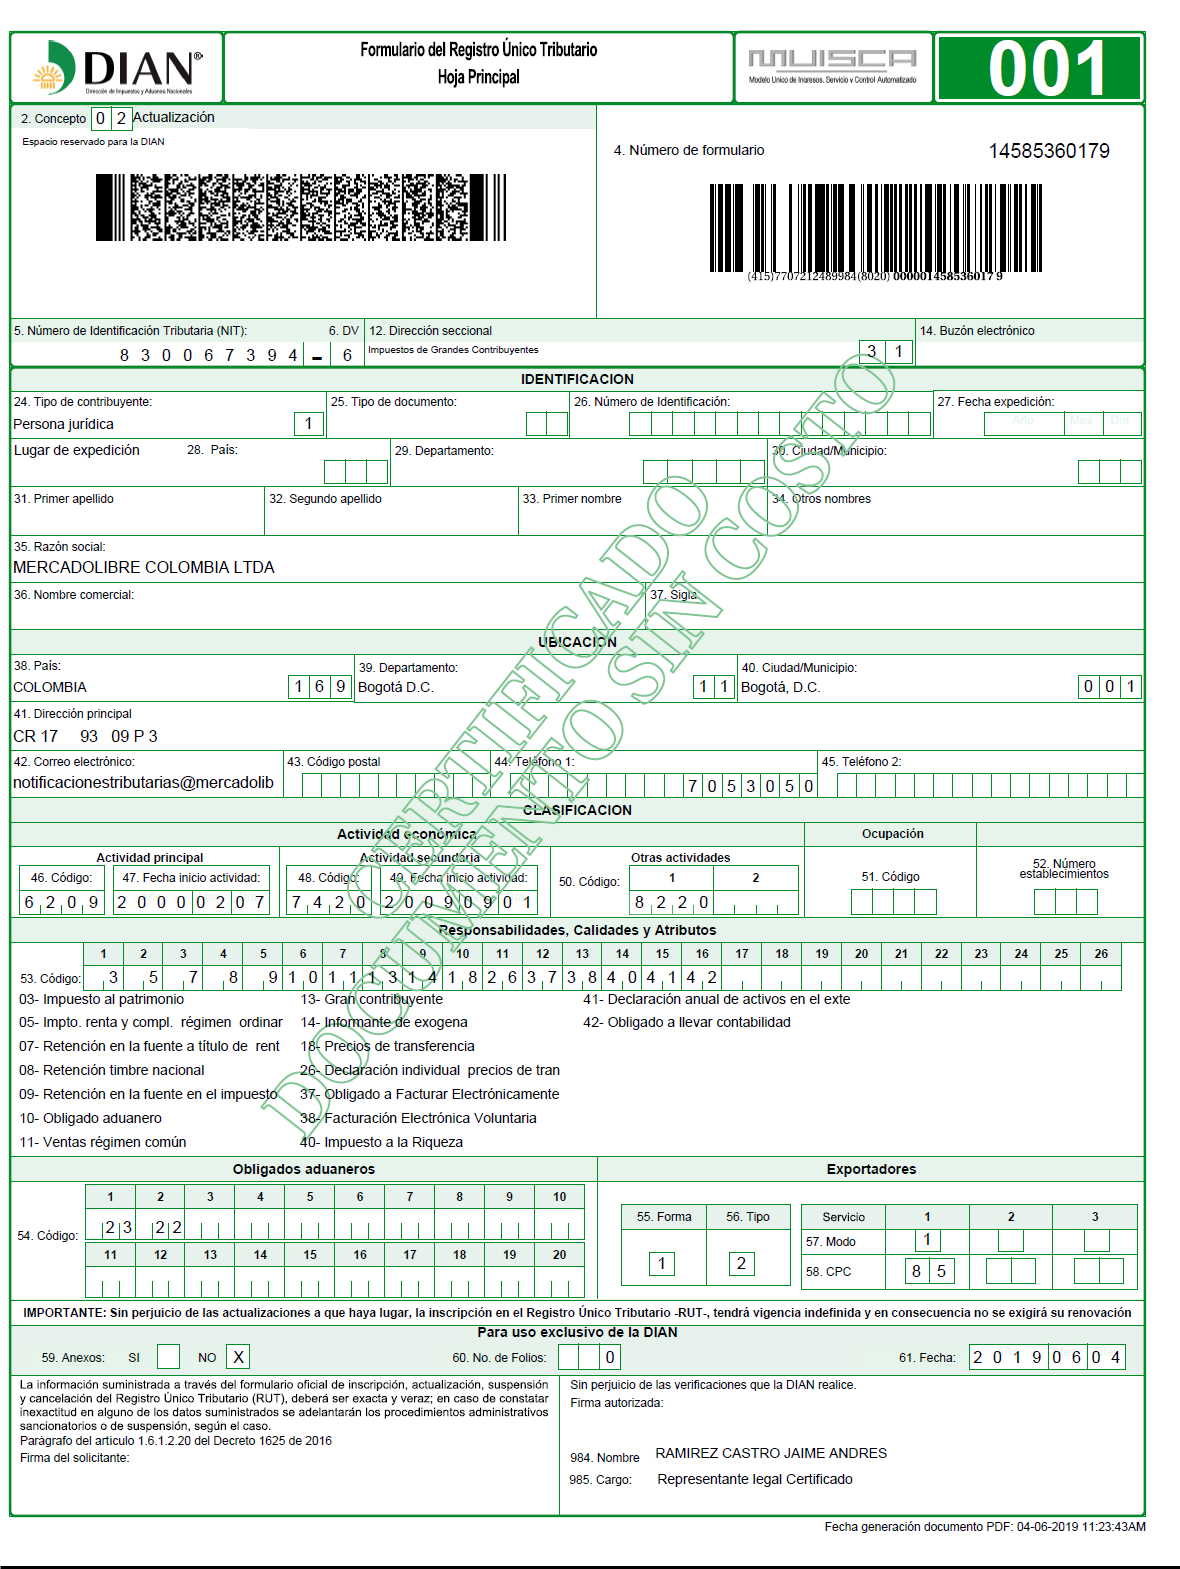 DIAN®
Dirección de Impuestos y Aduanas Nacionales
Formulario del Registro Único Tributario
Hoja Principal
MUISCA
Modelo Único de Ingresos, Servicio y Control Automatizado
001
2. Concepto 0 2 Actualización
Espacio reservado para la DIAN
4. Número de formulario 14585360179
(415)7707212489984(8020) 000001458536017 9
5. Número de Identificación Tributaria (NIT): 6. DV 12. Dirección seccional 14. Buzón electrónico
8 3 0 0 6 7 3 9 4 - 6 Impuestos de Grandes Contribuyentes 3 1
IDENTIFICACION
24. Tipo de contribuyente: 25. Tipo de documento: 26. Número de Identificación: 27. Fecha expedición:
Persona jurídica 1 Año Mes Día
Lugar de expedición 28. País: 29. Departamento: 30. Ciudad/Municipio:
31. Primer apellido 32. Segundo apellido 33. Primer nombre 34. Otros nombres
35. Razón social:
MERCADOLIBRE COLOMBIA LTDA
36. Nombre comercial: 37. Sigla
UBICACION
38. País: 39. Departamento: 40. Ciudad/Municipio:
COLOMBIA 1 6 9 Bogotá D.C. 1 1 Bogotá, D.C. 0 0 1
41. Dirección principal
CR 17 93 09 P 3
42. Correo electrónico: 43. Código postal 44. Teléfono 1: 45. Teléfono 2:
notificacionestributarias@mercadolib 7 0 5 3 0 5 0
CLASIFICACION
Actividad económica Ocupación
Actividad principal Actividad secundaria Otras actividades 52. Número establecimientos
46. Código: 47. Fecha inicio actividad: 48. Código: 49. Fecha inicio actividad: 50. Código: 1 2 51. Código
6 2 0 9 2 0 0 0 0 2 0 7 7 4 2 0 2 0 0 9 0 9 0 1 8 2 2 0
Responsabilidades, Calidades y Atributos
1 2 3 4 5 6 7 8 9 10 11 12 13 14 15 16 17 18 19 20 21 22 23 24 25 26
53. Código: 3 5 7 8 9 1 0 1 1 1 3 1 4 1 8 2 6 3 7 3 8 4 0 4 1 4 2
03- Impuesto al patrimonio 13- Gran contribuyente 41- Declaración anual de activos en el exte
05- Impto. renta y compl. régimen ordinar 14- Informante de exogena 42- Obligado a llevar contabilidad
07- Retención en la fuente a título de rent 18- Precios de transferencia
08- Retención timbre nacional 26- Declaración individual precios de tran
09- Retención en la fuente en el impuesto 37- Obligado a Facturar Electrónicamente
10- Obligado aduanero 38- Facturación Electrónica Voluntaria
11- Ventas régimen común 40- Impuesto a la Riqueza
Obligados aduaneros Exportadores
1 2 3 4 5 6 7 8 9 10
54. Código: 2 3 2 2
11 12 13 14 15 16 17 18 19 20
55. Forma 56. Tipo Servicio 1 2 3
1 2 57. Modo 1
58. CPC 8 5
IMPORTANTE: Sin perjuicio de las actualizaciones a que haya lugar, la inscripción en el Registro Único Tributario -RUT-, tendrá vigencia indefinida y en consecuencia no se exigirá su renovación
Para uso exclusivo de la DIAN
59. Anexos: SI NO X 60. No. de Folios: 0 61. Fecha: 2 0 1 9 0 6 0 4
La información suministrada a través del formulario oficial de inscripción, actualización, suspensión
y cancelación del Registro Único Tributario (RUT), deberá ser exacta y veraz; en caso de constatar
inexactitud en alguno de los datos suministrados se adelantarán los procedimientos administrativos
sancionatorios o de suspensión, según el caso.
Parágrafo del articulo 1.6.1.2.20 del Decreto 1625 de 2016
Firma del solicitante:
Sin perjuicio de las verificaciones que la DIAN realice.
Firma autorizada:
984. Nombre RAMIREZ CASTRO JAIME ANDRES
985. Cargo: Representante legal Certificado
Fecha generación documento PDF: 04-06-2019 11:23:43AM
CERTIFICADO
DOCUMENTO SIN COSTO